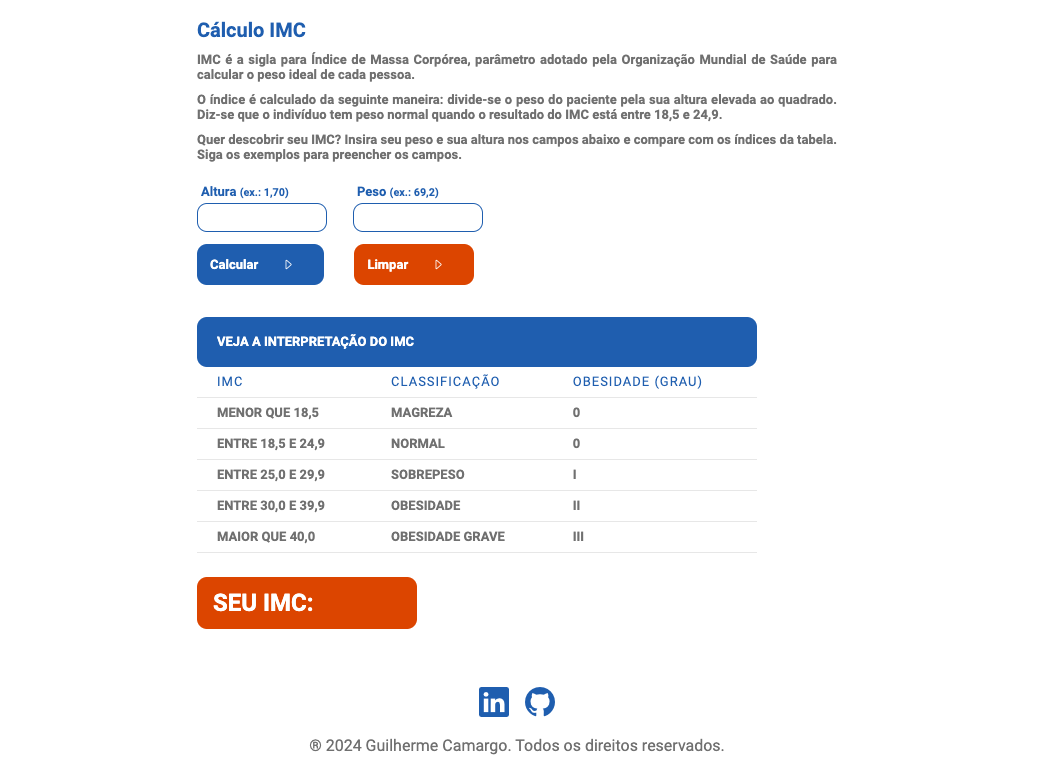 Cálculo IMC
IMC é a sigla para Índice de Massa Corpórea, parâmetro adotado pela Organização Mundial de Saúde para
calcular o peso ideal de cada pessoa.
O índice é calculado da seguinte maneira: divide-se o peso do paciente pela sua altura elevada ao quadrado.
Diz-se que o indivíduo tem peso normal quando o resultado do IMC está entre 18,5 e 24,9.
Quer descobrir seu IMC? Insira seu peso e sua altura nos campos abaixo e compare com os índices da tabela.
Siga os exemplos para preencher os campos.
Altura (ex.: 1,70) Peso (ex.: 69,2)
Calcular Limpar
VEJA A INTERPRETAÇÃO DO IMC
IMC CLASSIFICAÇÃO OBESIDADE (GRAU)
MENOR QUE 18,5 MAGREZA 0
ENTRE 18,5 E 24,9 NORMAL 0
ENTRE 25,0 E 29,9 SOBREPESO I
ENTRE 30,0 E 39,9 OBESIDADE II
MAIOR QUE 40,0 OBESIDADE GRAVE III
SEU IMC:
in
® 2024 Guilherme Camargo. Todos os direitos reservados.